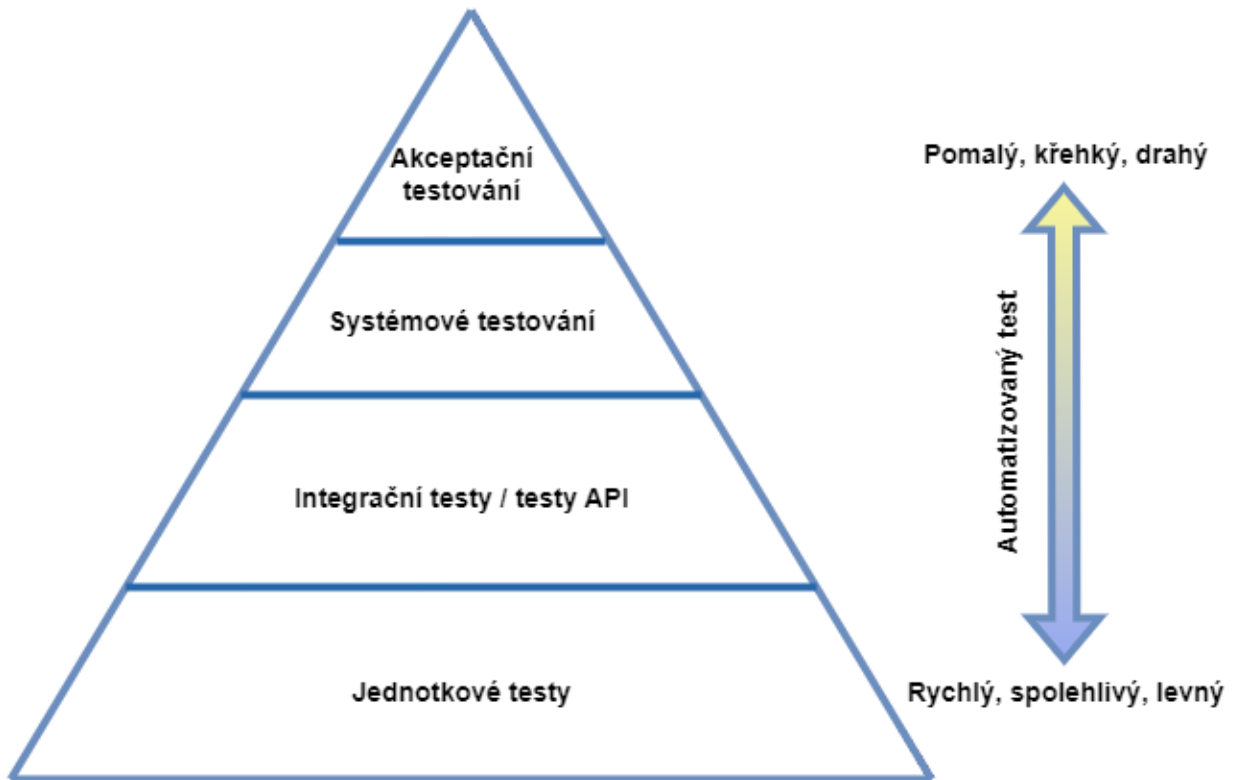 Akceptační
testování
Systémové testování
Integrační testy / testy API
Jednotkové testy
Pomalý, křehký, drahý
Automatizovaný test
Rychlý, spolehlivý, levný